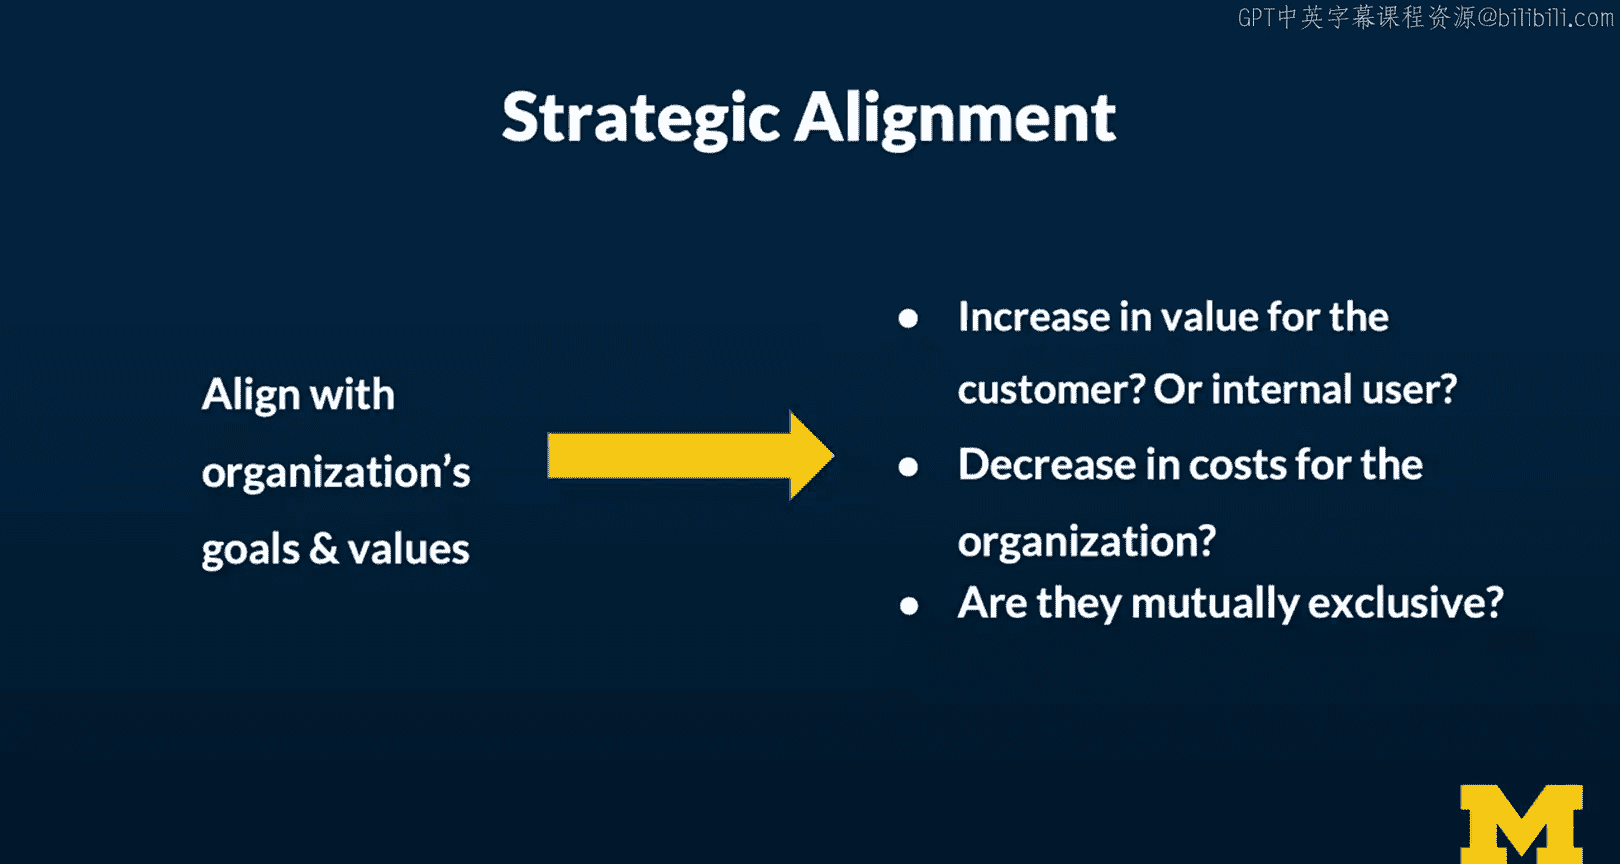 GPT中英字幕课程资源@bilibili.com
Strategic Alignment
Align with
organization’s
goals & values
● Increase in value for the
customer? Or internal user?
● Decrease in costs for the
organization?
● Are they mutually exclusive?
M